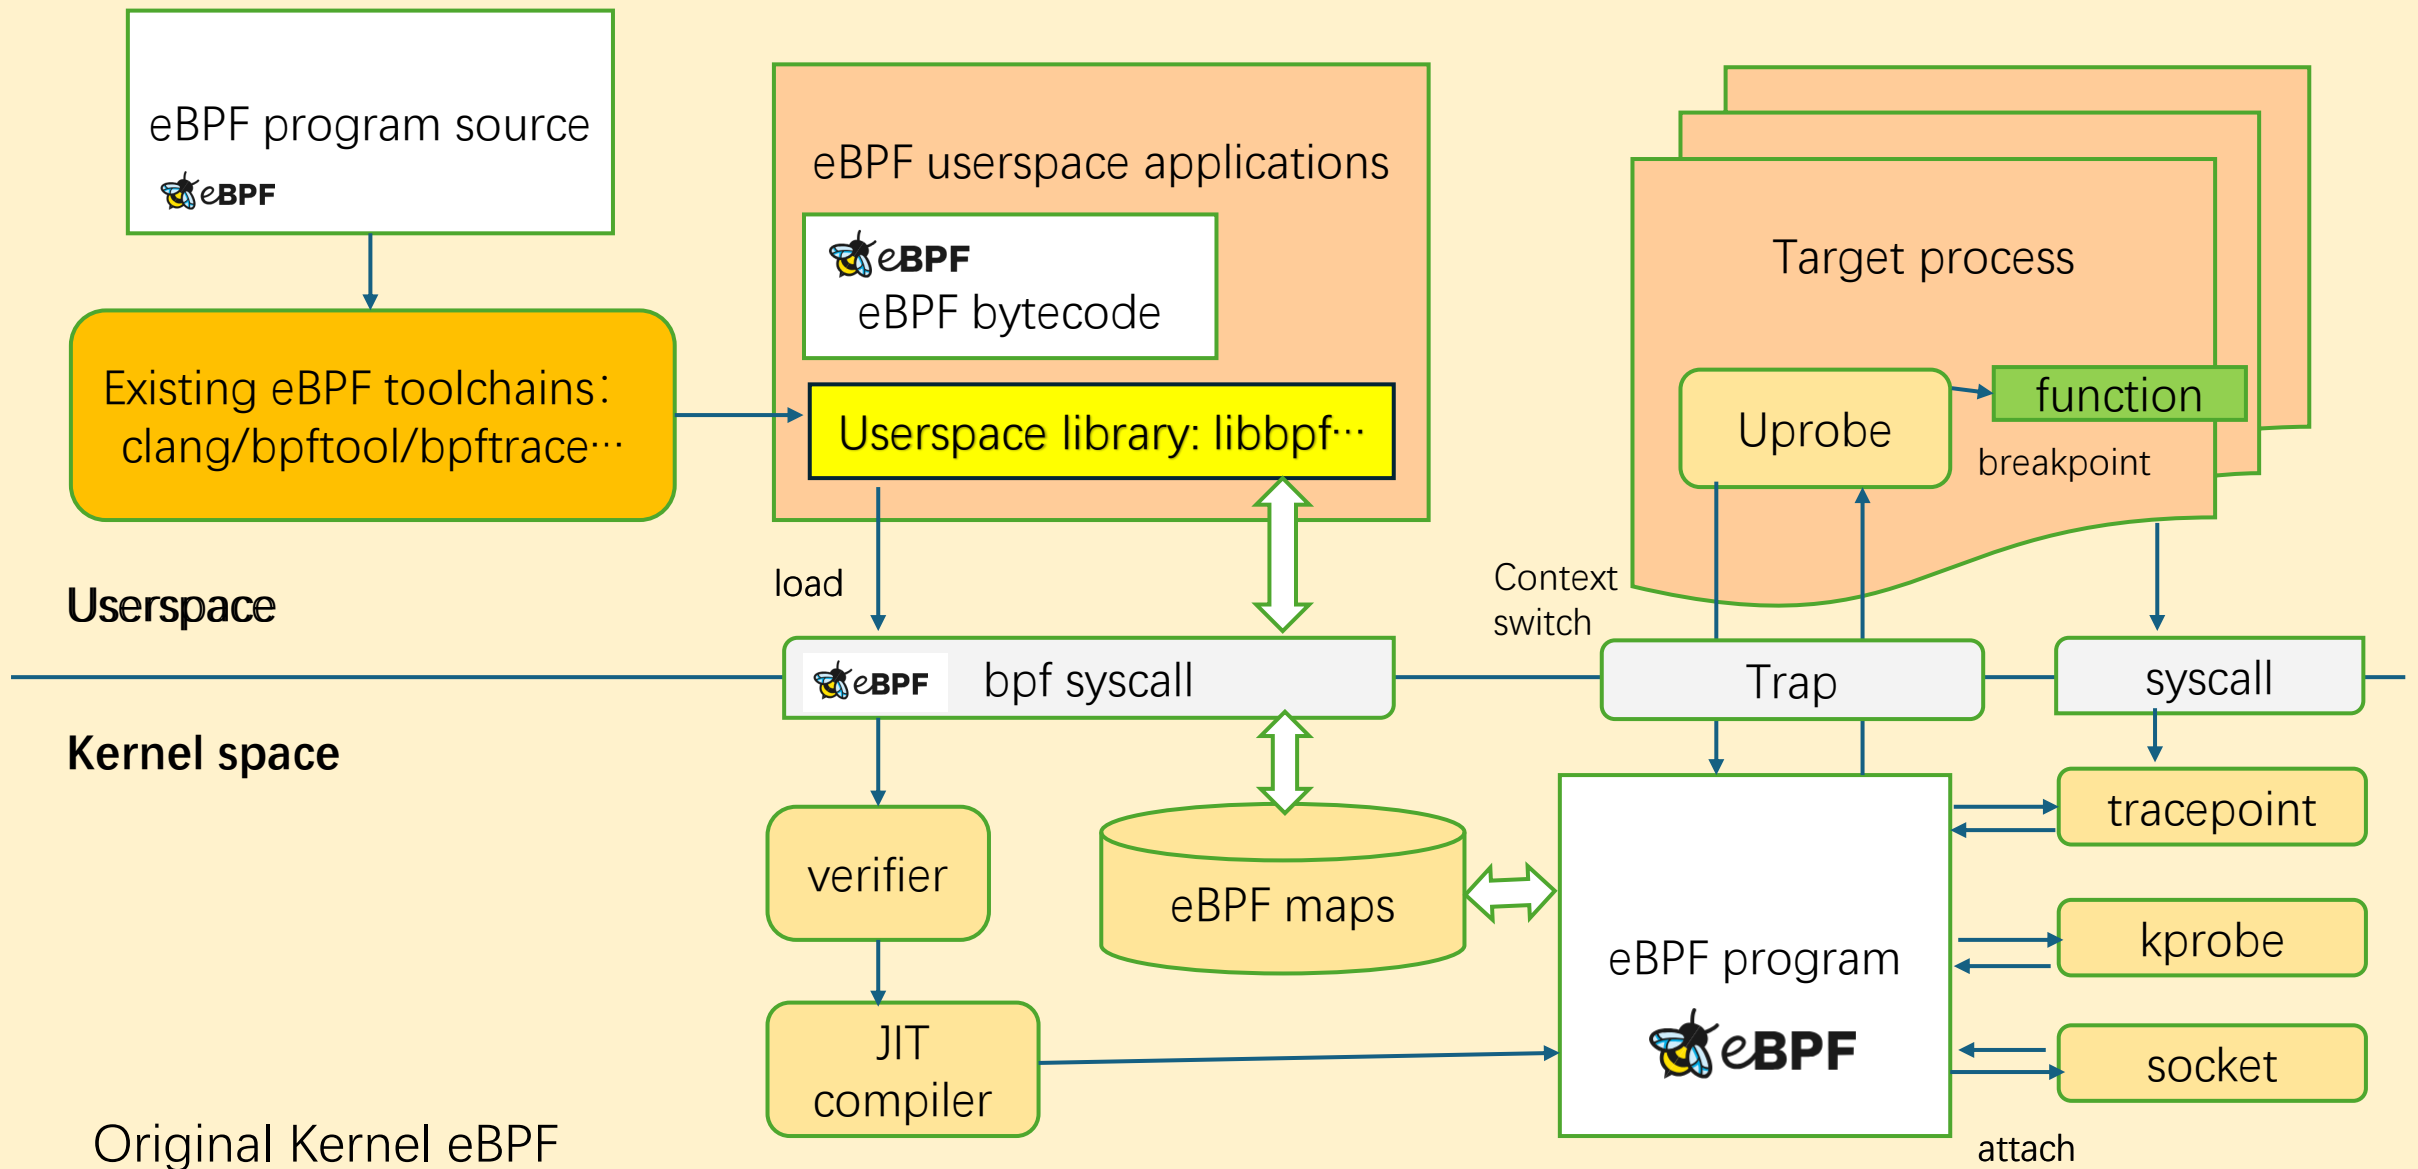 eBPF program source
eBPF
Existing eBPF toolchains:
clang/bpftool/bpftrace…
eBPF userspace applications
eBPF
eBPF bytecode
Userspace library: libbpf…
Target process
Uprobe
function
breakpoint
load
Context
switch
Userspace
eBPF
bpf syscall
Trap
syscall
Kernel space
verifier
eBPF maps
JIT
compiler
eBPF program
eBPF
tracepoint
kprobe
socket
attach
Original Kernel eBPF